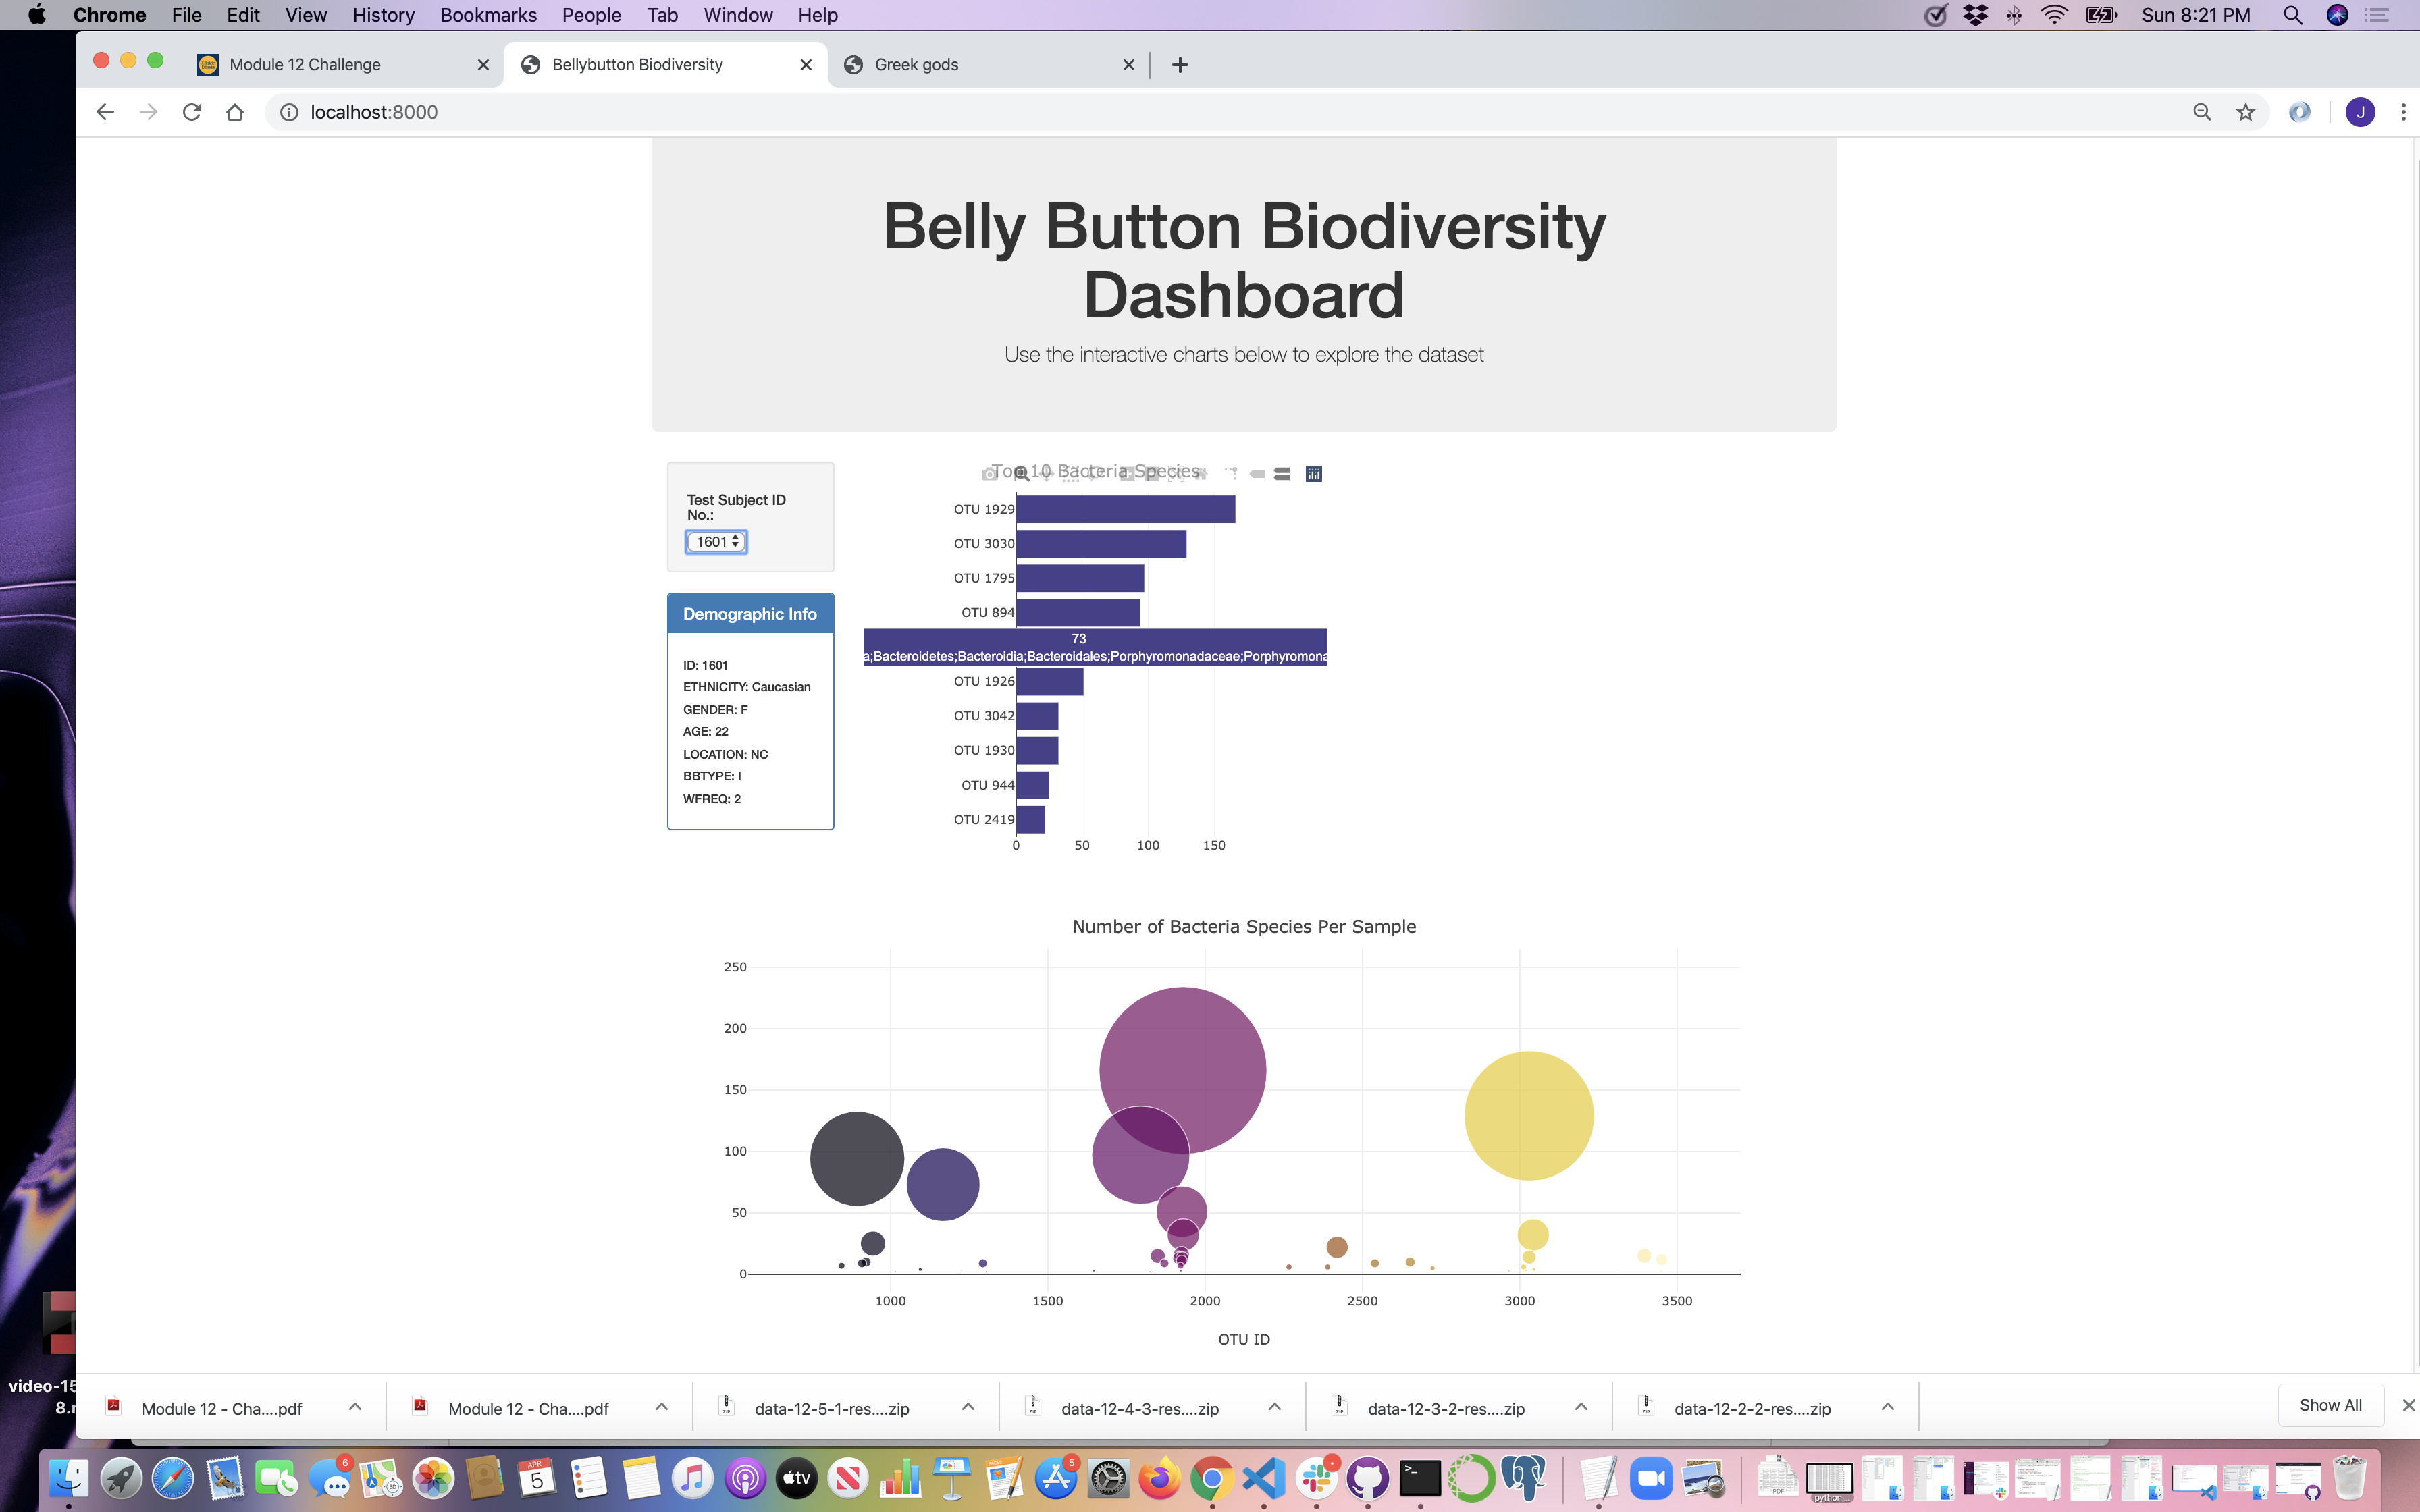 Chrome File Edit View History Bookmarks People Tab Window Help
Sun 8:21 PM
Module 12 Challenge
Bellybutton Biodiversity
Greek gods
localhost:8000
J
Belly Button Biodiversity
Dashboard
Use the interactive charts below to explore the dataset
Test Subject ID
No.:
1601
Demographic Info
ID: 1601
ETHNICITY: Caucasian
GENDER: F
AGE: 22
LOCATION: NC
BBTYPE: I
WFREQ: 2
Top 10 Bacteria Species
OTU 1929
OTU 3030
OTU 1795
OTU 894
73
a;Bacteroidetes;Bacteroidia;Bacteroidales;Porphyromonadaceae;Porphyromona
OTU 1926
OTU 3042
OTU 1930
OTU 944
OTU 2419
0 50 100 150
Number of Bacteria Species Per Sample
250
200
150
100
50
0
1000 1500 2000 2500 3000 3500
OTU ID
video-15
8.r
Module 12 - Cha....pdf
Module 12 - Cha....pdf
data-12-5-1-res....zip
data-12-4-3-res....zip
data-12-3-2-res....zip
data-12-2-2-res....zip
Show All
6
APR
5
tv
5
python